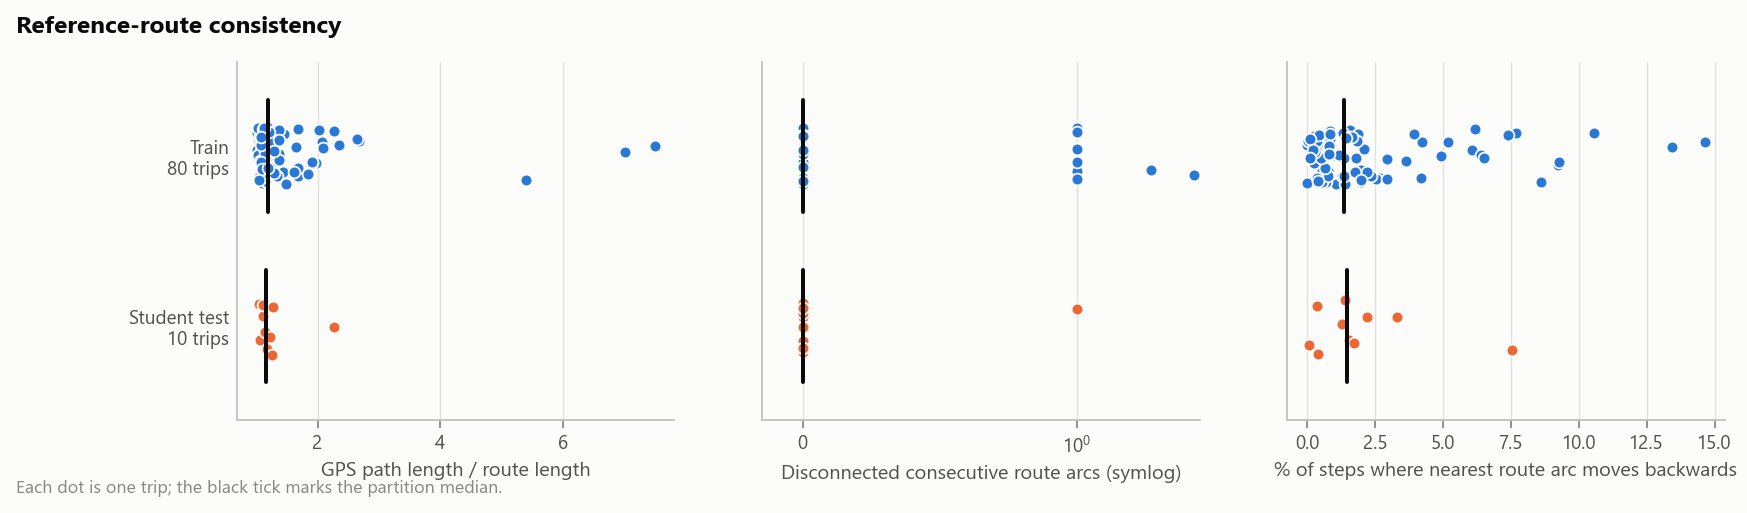 Reference-route consistency
Train
80 trips
Student test
10 trips
2 4 6
GPS path length / route length
0 10⁰
Disconnected consecutive route arcs (symlog)
0.0 2.5 5.0 7.5 10.0 12.5 15.0
% of steps where nearest route arc moves backwards
Each dot is one trip; the black tick marks the partition median.